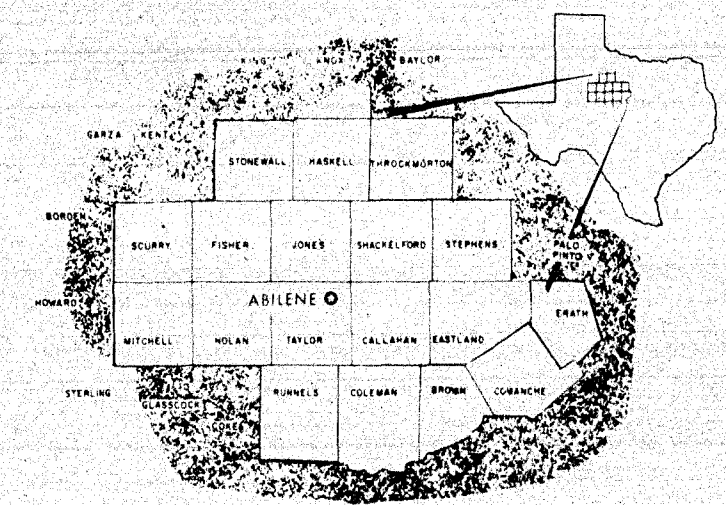 KING KNOX BAYLOR
GARZA KENT
STONEWALL HASKELL THROCKMORTON
BORDEN
SCURRY FISHER JONES SHACKELFORD STEPHENS PALO
PINTO
HOWARD ABILENE
ERATH
MITCHELL NOLAN TAYLOR CALLAHAN EASTLAND
STERLING RUNNELS COLEMAN BROWN COMANCHE
GLASSCOCK
COKE